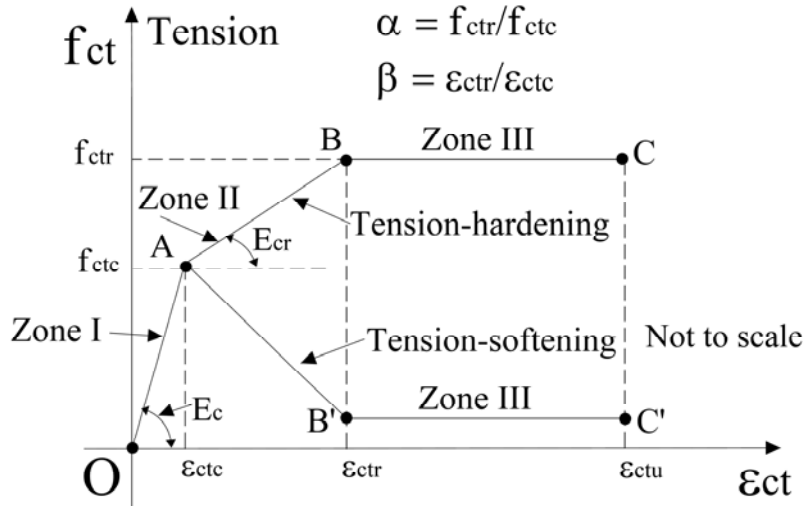 fct Tension
α = fctr/fctc
β = εctr/εctc
B Zone III C
fctr
Zone II
Tension-hardening
A Ecr
fctc
Zone I
Tension-softening Not to scale
Ec
B' Zone III C'
O εctc εctr εctu εct